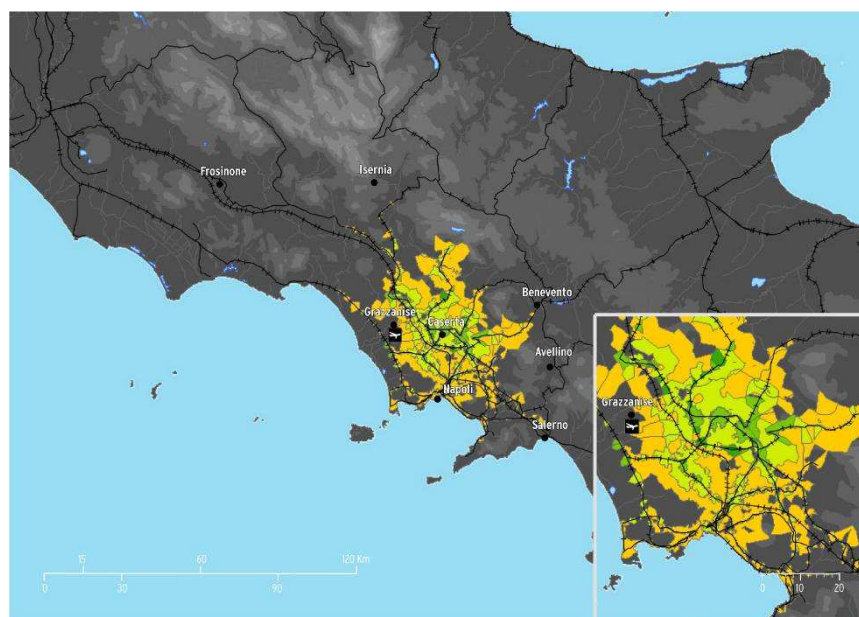 Frosinone
Isernia
Benevento
Grazzanise
Caserta
Avellino
Napoli
Salerno
Grazzanise
15
60
120 Km
0
30
90
0
10
20